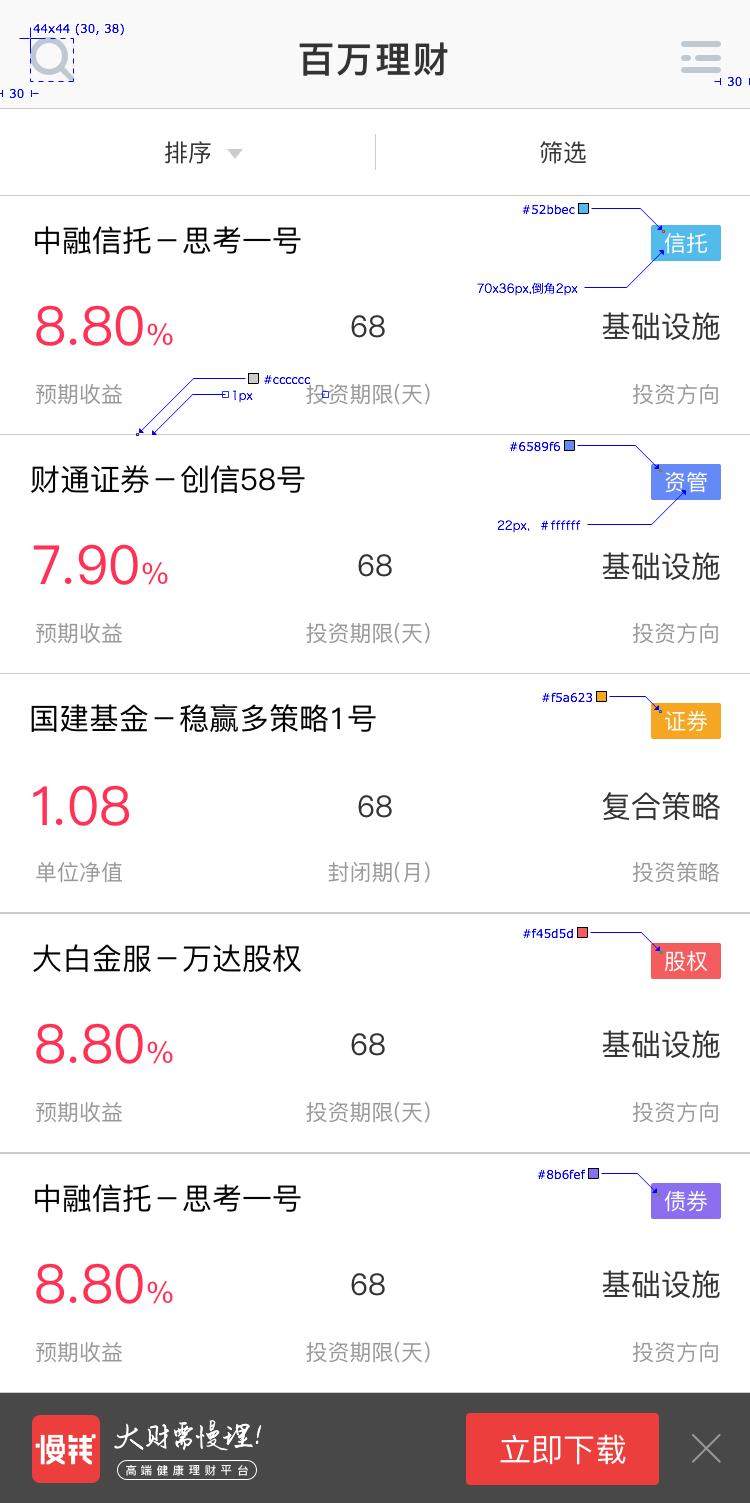 44x44 (30, 38)
百万理财
30
30
排序
筛选
#52bbec
中融信托－思考一号
信托
70x36px,倒角2px
8.80%
68
基础设施
#cccccc
1px
预期收益
投资期限(天)
投资方向
#6589f6
财通证券－创信58号
资管
22px, #ffffff
7.90%
68
基础设施
预期收益
投资期限(天)
投资方向
#f5a623
国建基金－稳赢多策略1号
证券
1.08
68
复合策略
单位净值
封闭期(月)
投资策略
#f45d5d
大白金服－万达股权
股权
8.80%
68
基础设施
预期收益
投资期限(天)
投资方向
#8b6fef
中融信托－思考一号
债券
8.80%
68
基础设施
预期收益
投资期限(天)
投资方向
慢钱
大财需慢理!
高端健康理财平台
立即下载